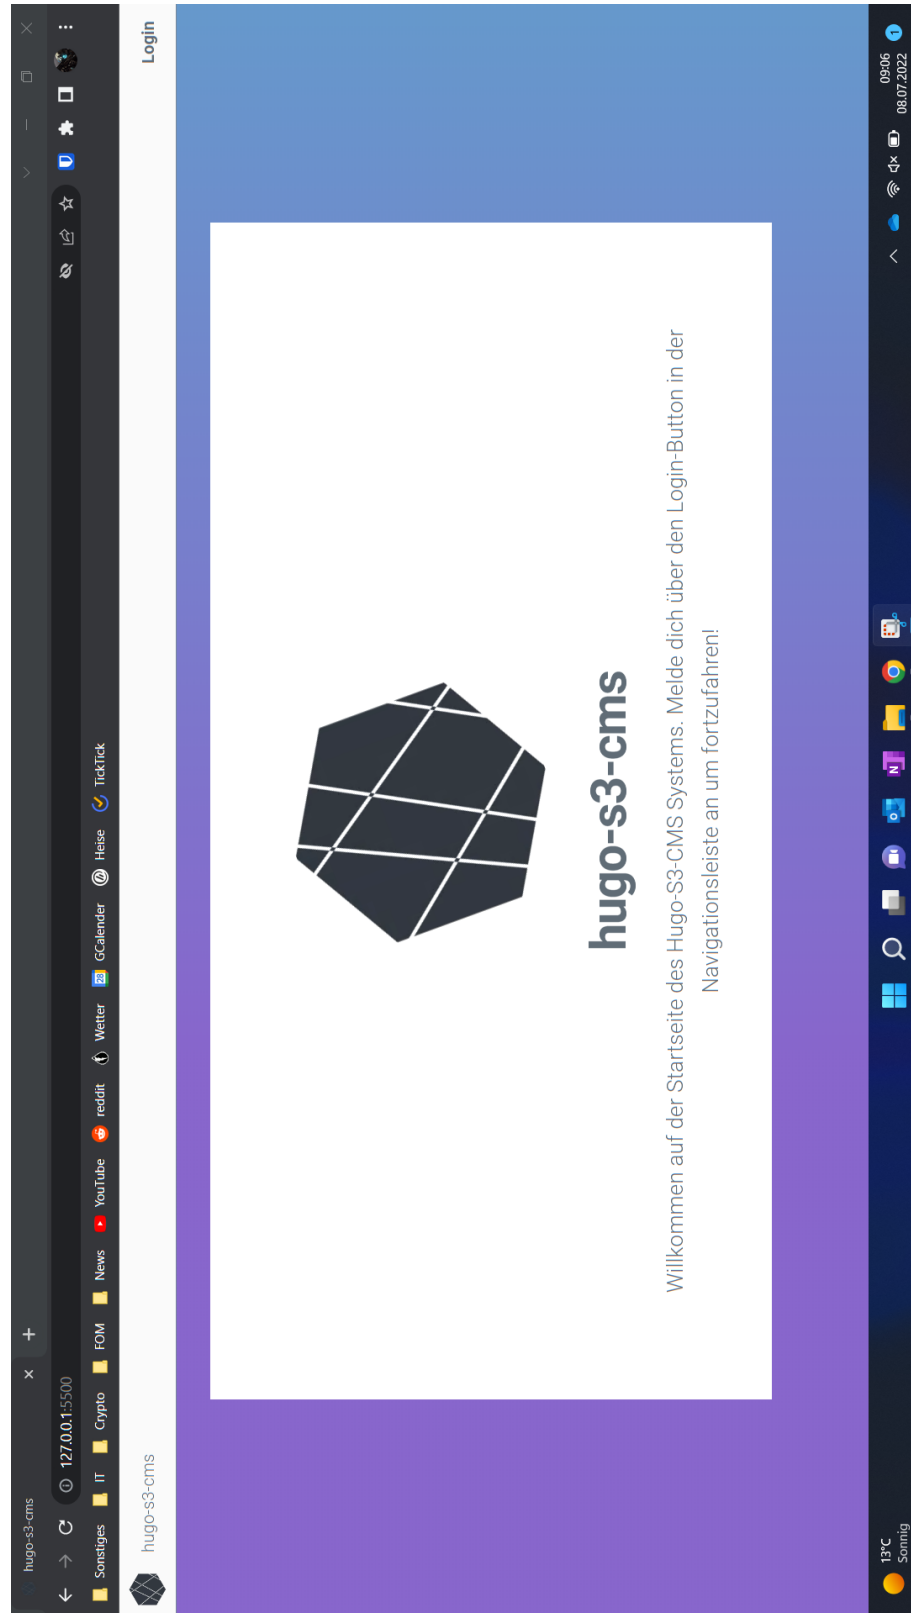 hugo-s3-cms
127.0.0.1:5500
Sonstiges IT Crypto FOM News YouTube reddit Wetter 28 GCalender Heise TickTick
hugo-s3-cms Login
hugo-s3-cms
Willkommen auf der Startseite des Hugo-S3-CMS Systems. Melde dich über den Login-Button in der
Navigationsleiste an um fortzufahren!
13°C
Sonnig
09:06
08.07.2022
1